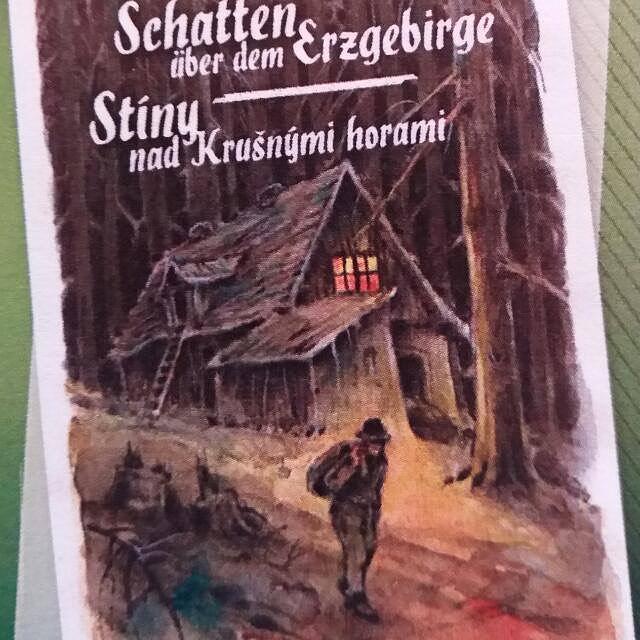 Schatten
über dem Erzgebirge
Stíny
nad Krušnými horami